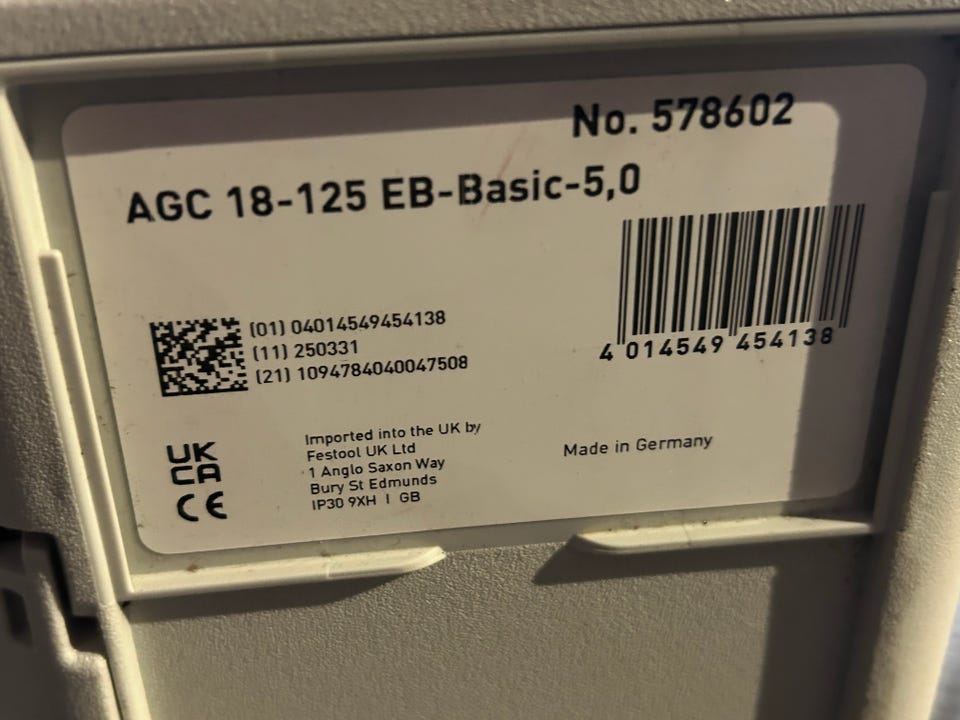 No. 578602
AGC 18-125 EB-Basic-5,0
(01) 04014549454138
(11) 250331
(21) 1094784040047508
4 014549 454138
UK
CA
CE
Imported into the UK by
Festool UK Ltd
1 Anglo Saxon Way
Bury St Edmunds
IP30 9XH | GB
Made in Germany